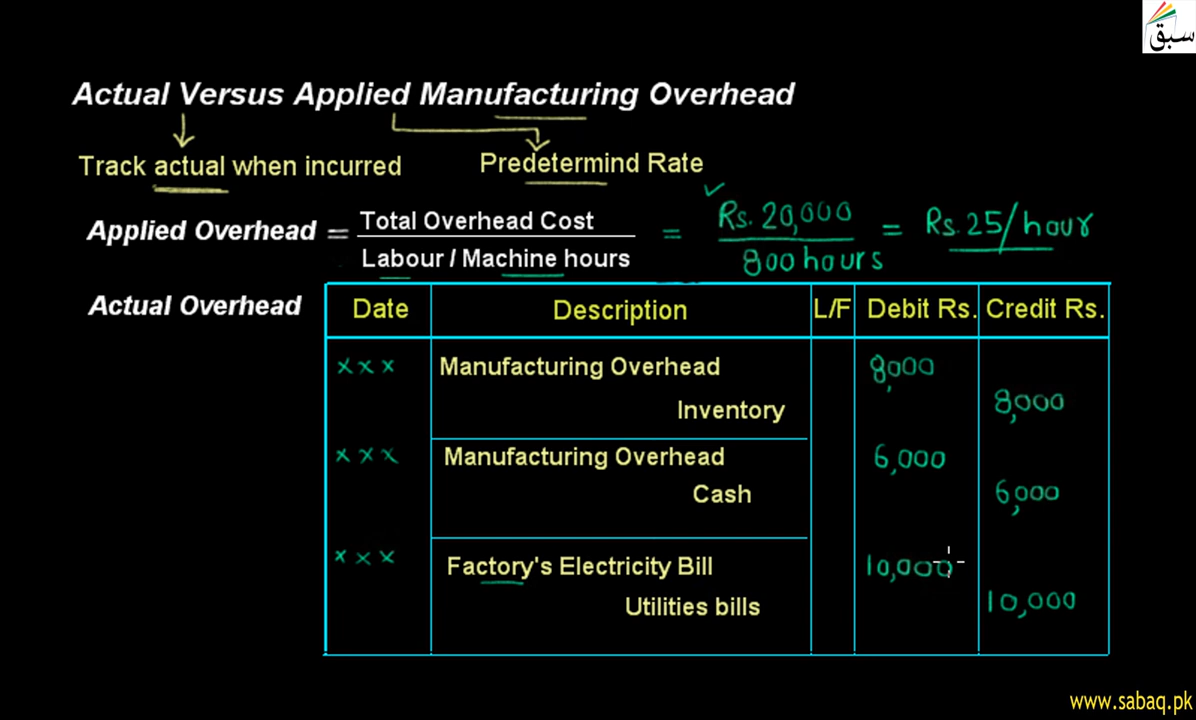 سبق
Actual Versus Applied Manufacturing Overhead
Track actual when incurred
Predetermind Rate
Applied Overhead = Total Overhead Cost / Labour / Machine hours = Rs. 20,000 / 800 hours = Rs. 25/hour
Actual Overhead
Date Description L/F Debit Rs. Credit Rs.
xxx Manufacturing Overhead 8,000
Inventory 8,000
xxx Manufacturing Overhead 6,000
Cash 6,000
xxx Factory's Electricity Bill 10,000
Utilities bills 10,000
www.sabaq.pk